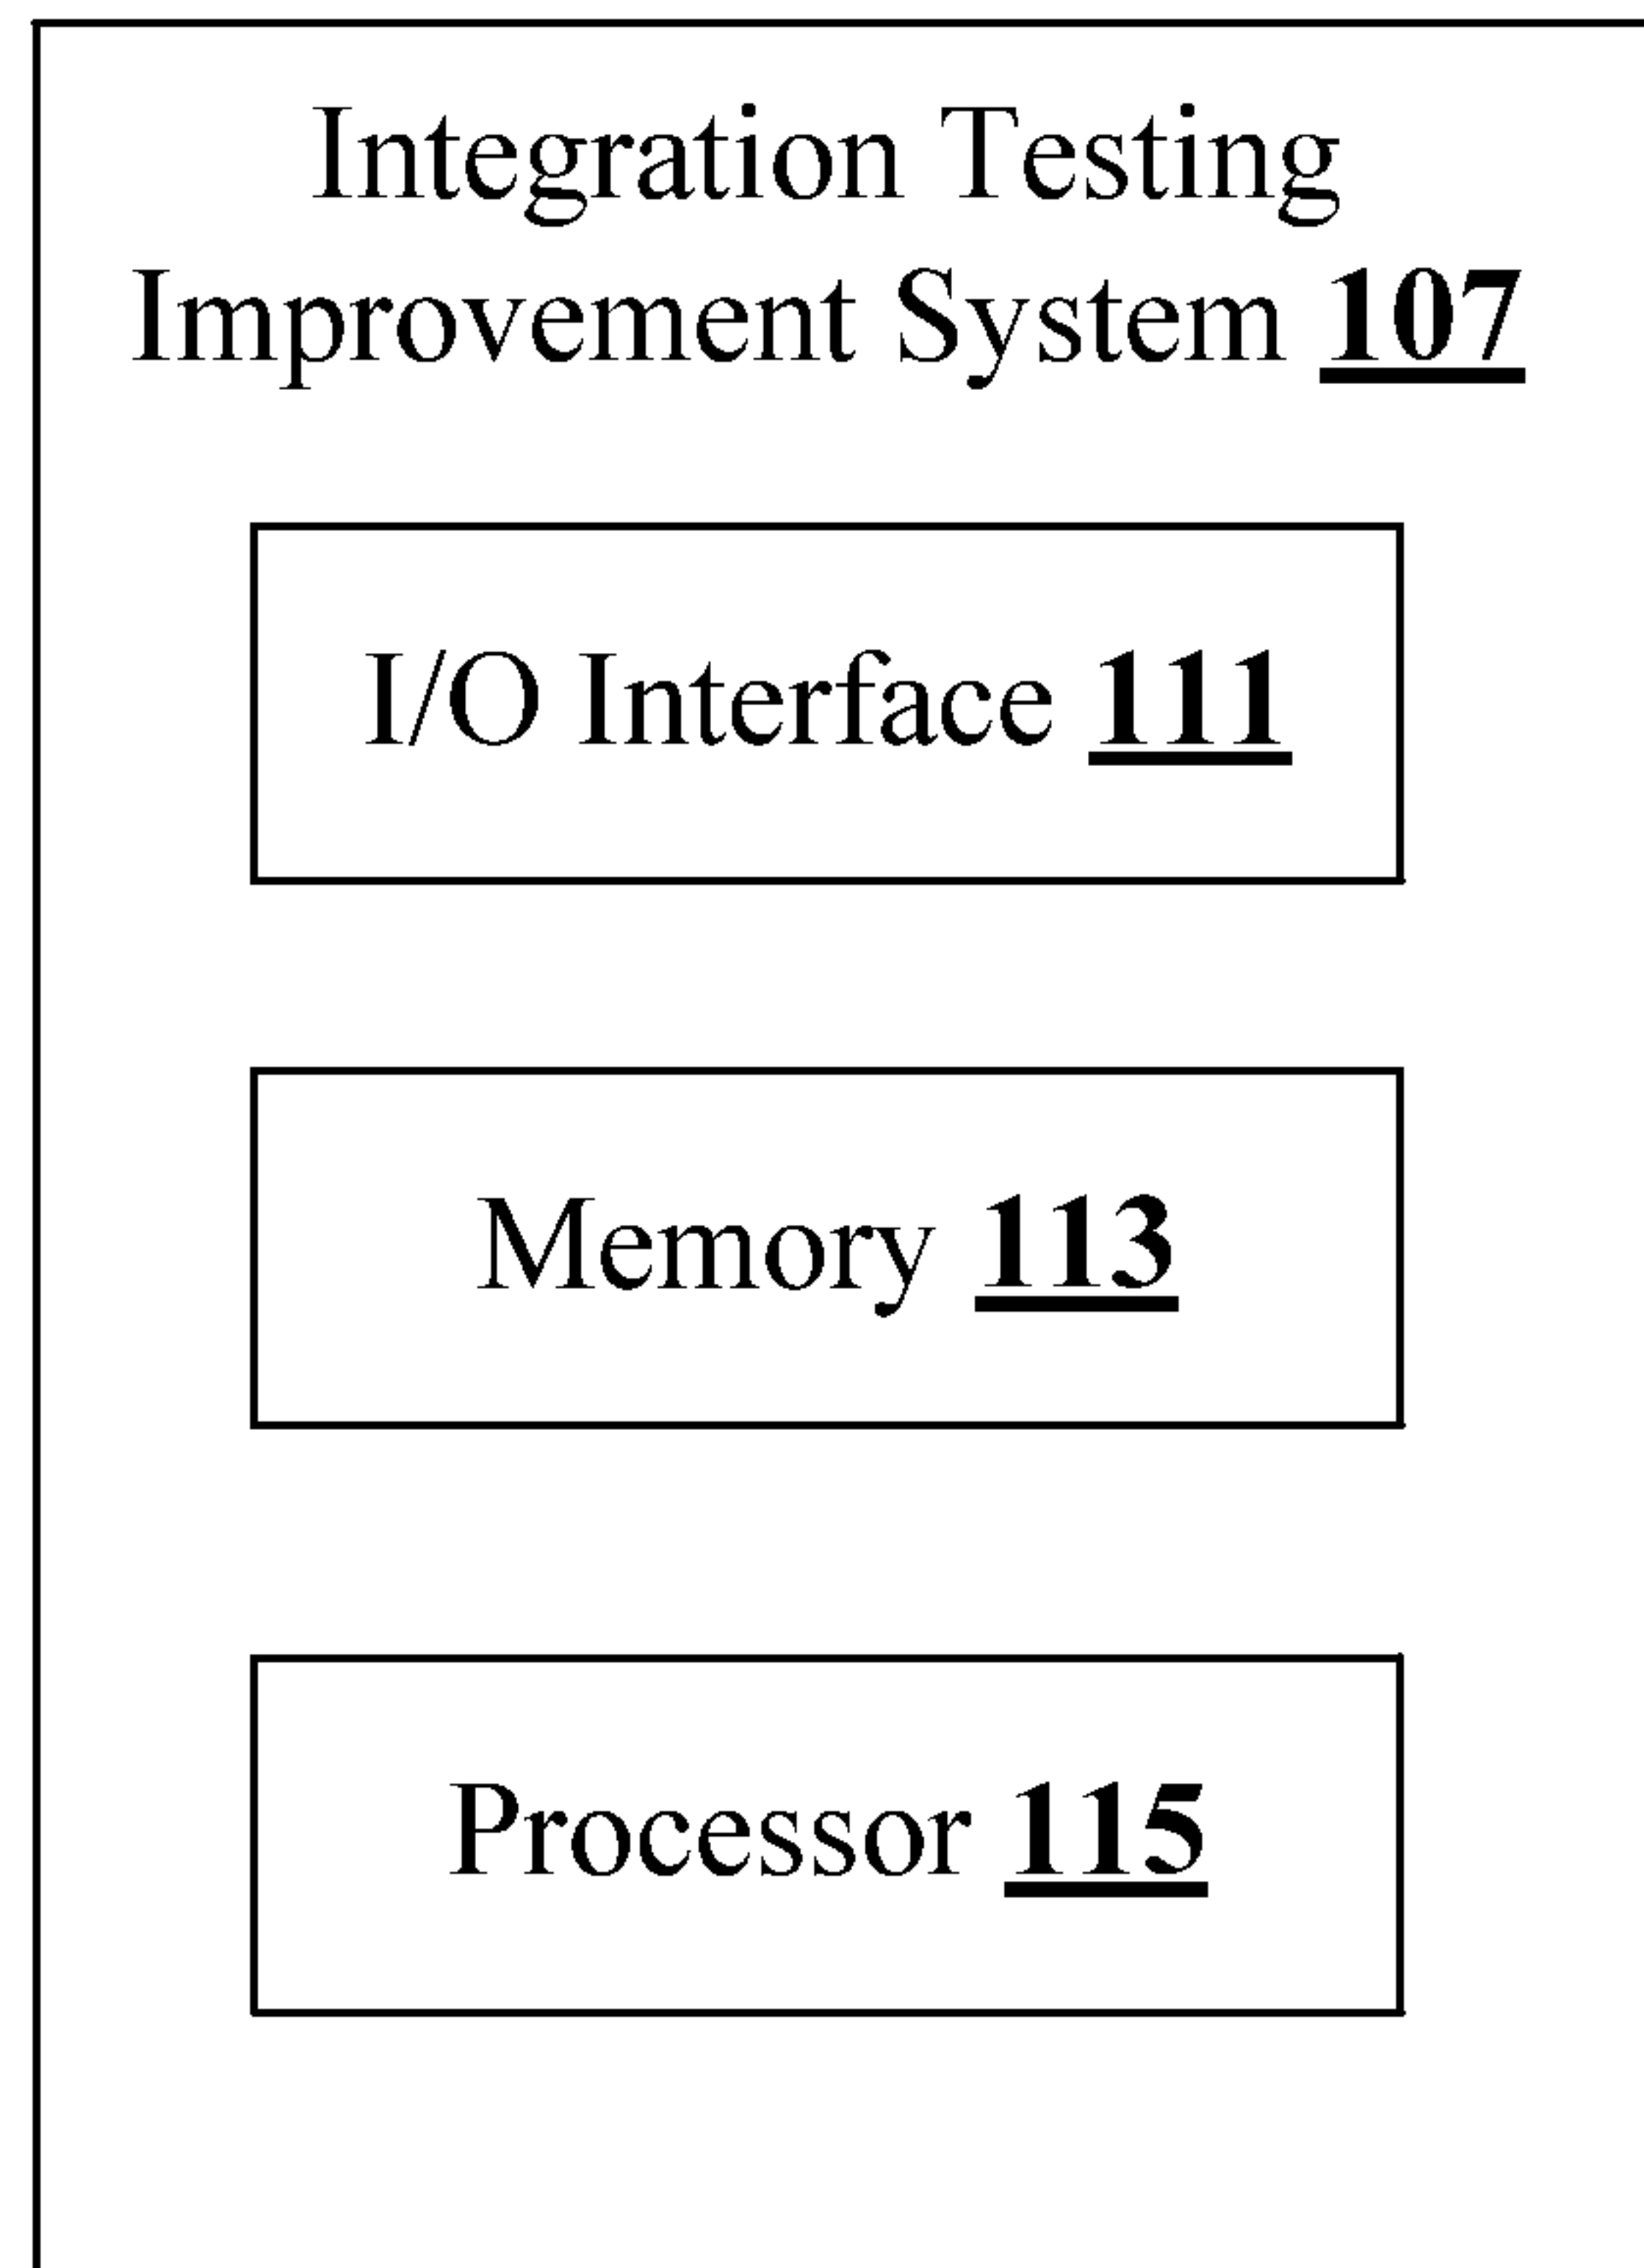 Integration Testing
Improvement System 107
I/O Interface 111
Memory 113
Processor 115